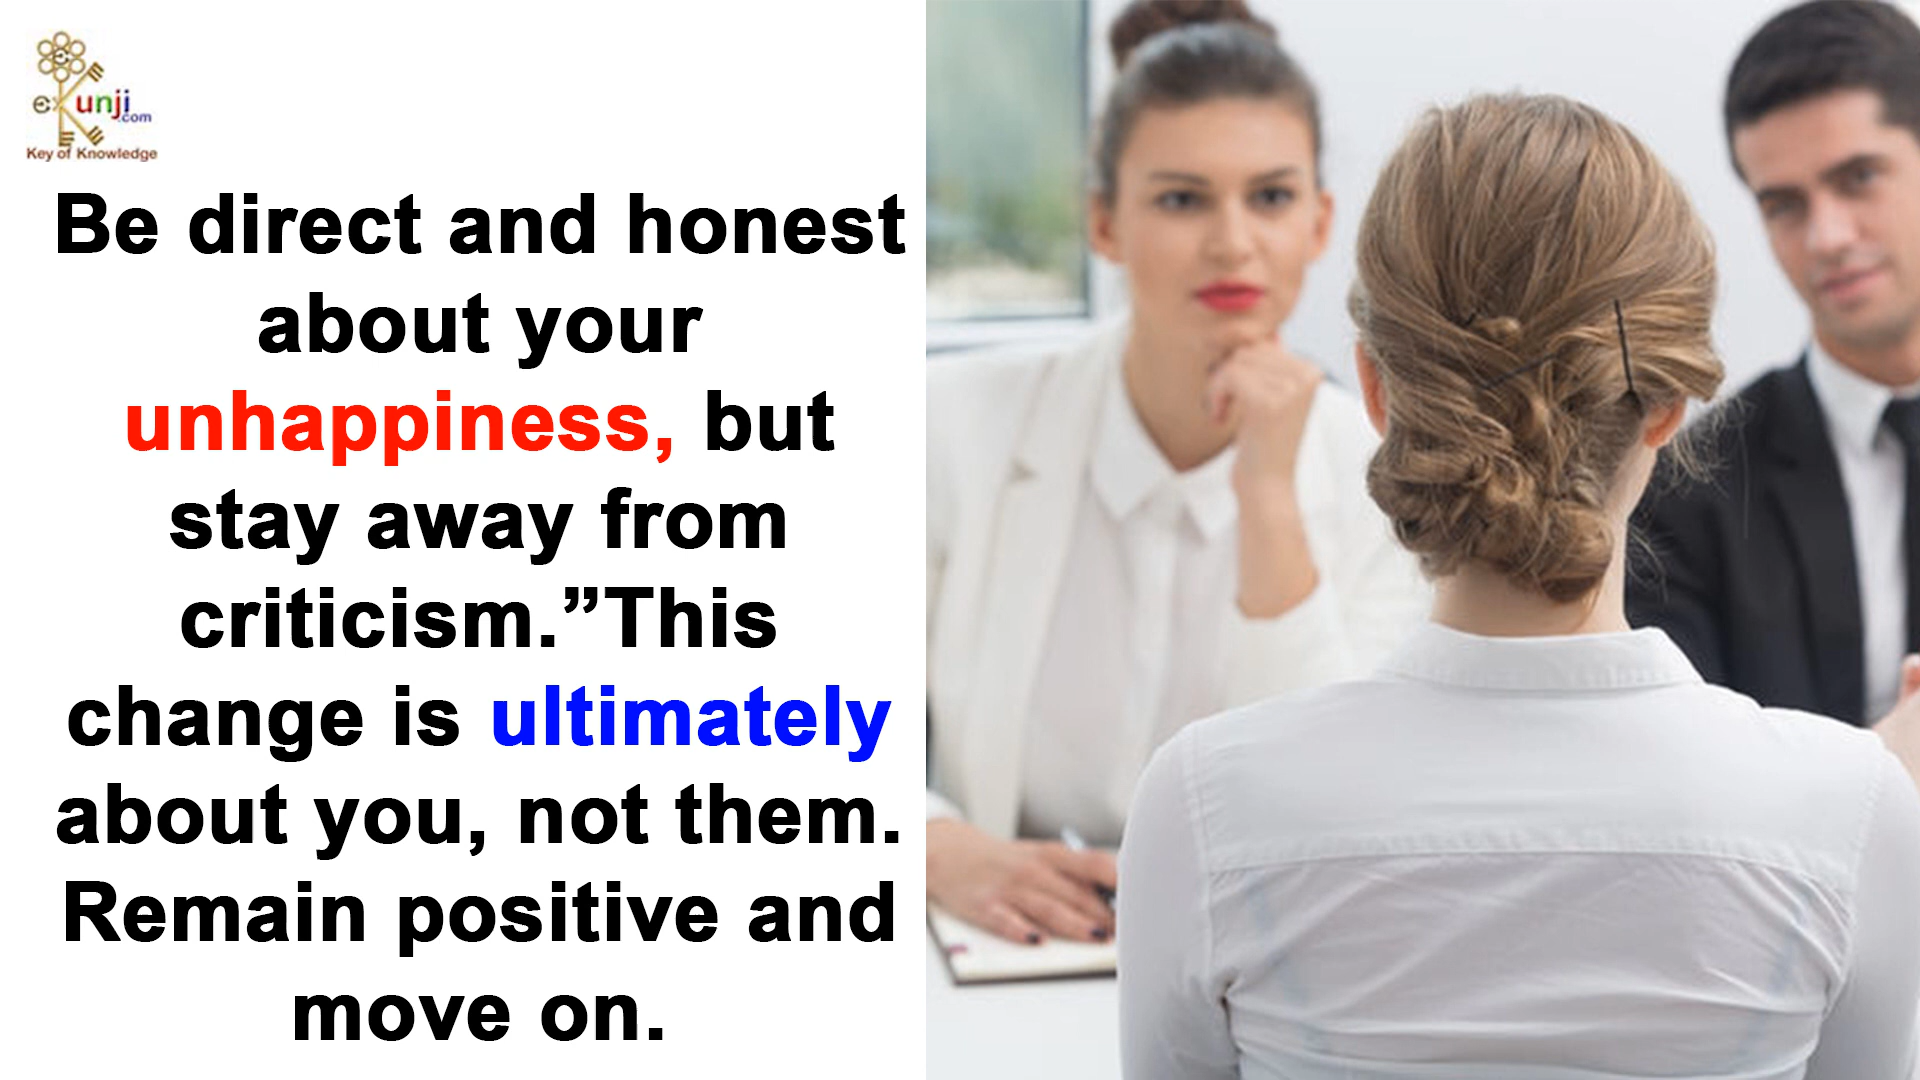 ekunji
.com
Key of Knowledge
Be direct and honest
about your
unhappiness, but
stay away from
criticism.”This
change is ultimately
about you, not them.
Remain positive and
move on.